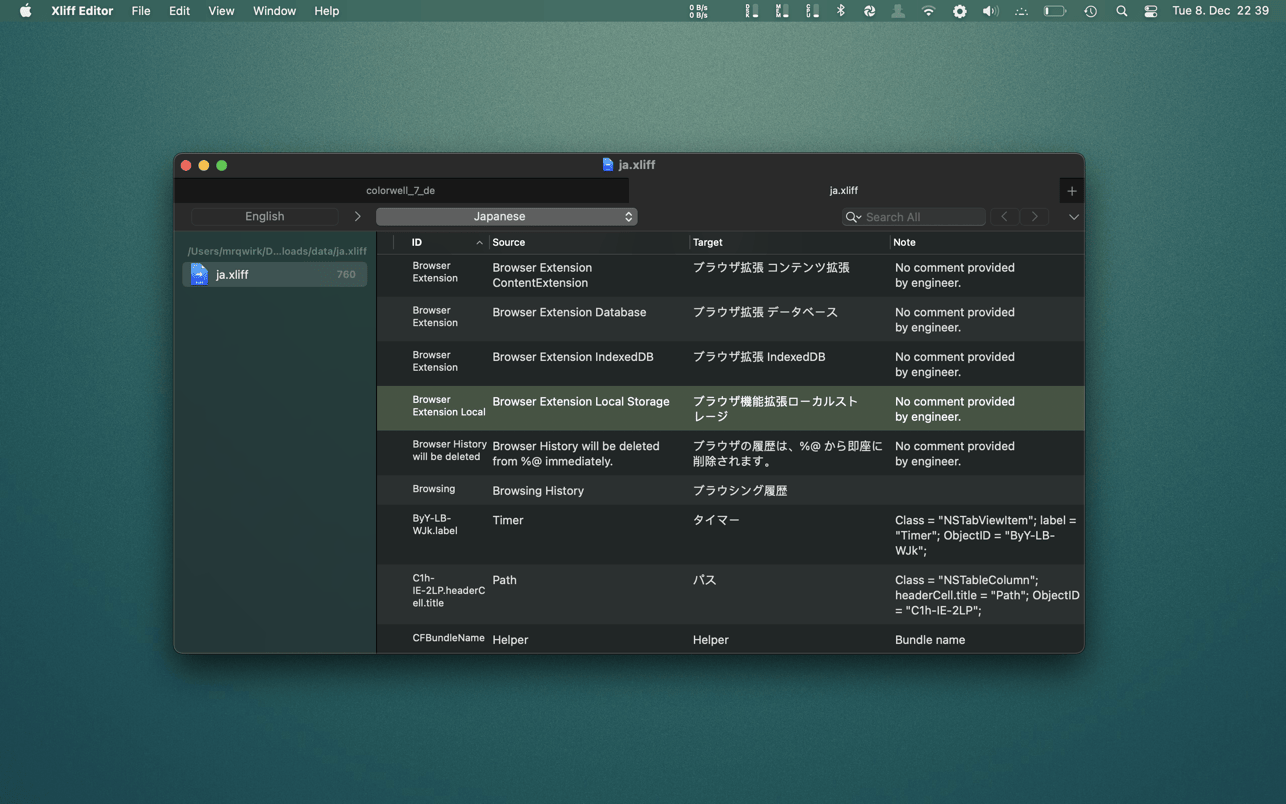 Xliff Editor File Edit View Window Help 0 B/s Tue 8. Dec 22 39
0 B/s
ja.xliff
colorwell_7_de ja.xliff
English Japanese Search All
/Users/mrqwirk/D...loads/data/ja.xliff
ja.xliff 760
ID Source Target Note
Browser Browser Extension ブラウザ拡張 コンテンツ拡張 No comment provided
Extension ContentExtension by engineer.
Browser Browser Extension Database ブラウザ拡張 データベース No comment provided
Extension by engineer.
Browser Browser Extension IndexedDB ブラウザ拡張 IndexedDB No comment provided
Extension by engineer.
Browser Browser Extension Local Storage ブラウザ機能拡張ローカルスト No comment provided
Extension Local レージ by engineer.
Browser History Browser History will be deleted ブラウザの履歴は、%@ から即座に No comment provided
will be deleted from %@ immediately. 削除されます。 by engineer.
Browsing Browsing History ブラウシング履歴
ByY-LB- Timer タイマー Class = "NSTabViewItem"; label =
WJk.label "Timer"; ObjectID = "ByY-LB-
WJk";
C1h- Path パス Class = "NSTableColumn";
IE-2LP.headerC headerCell.title = "Path"; ObjectID
ell.title = "C1h-IE-2LP";
CFBundleName Helper Helper Bundle name